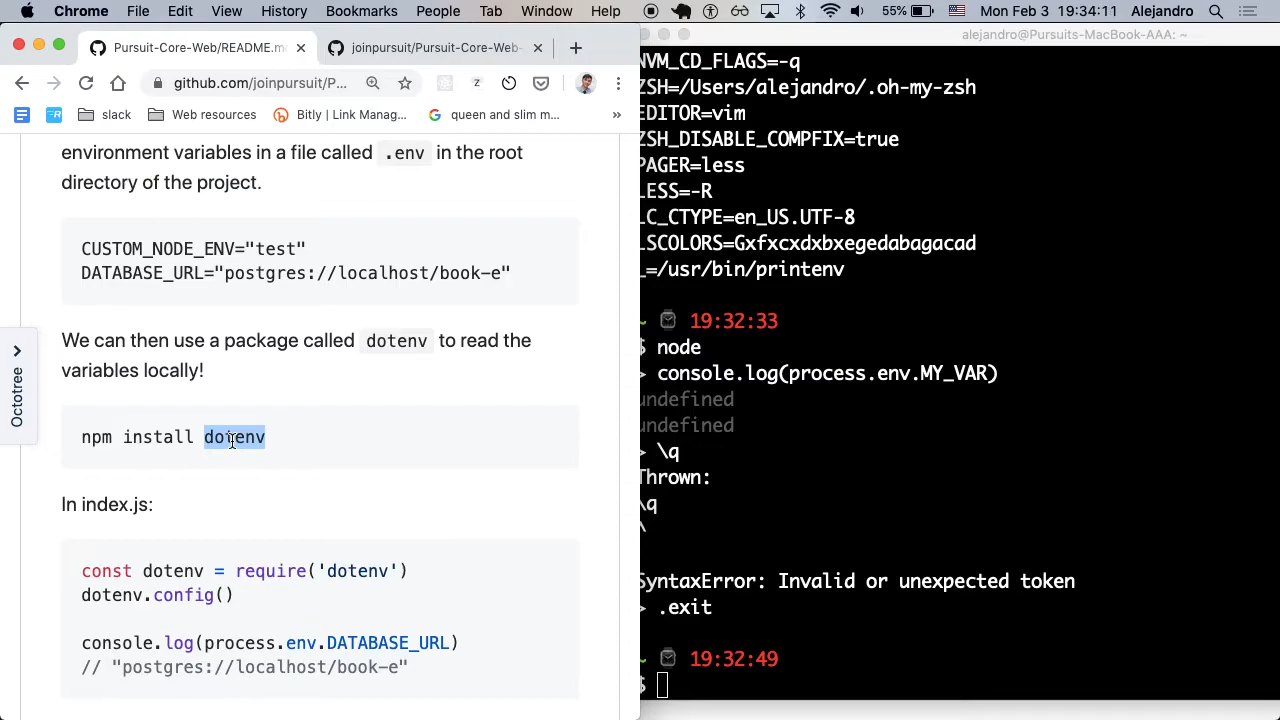 Chrome File Edit View History Bookmarks People Tab Window Help 55% Mon Feb 3 19:34:11 Alejandro
Pursuit-Core-Web/README.m
joinpursuit/Pursuit-Core-Web-
alejandro@Pursuits-MacBook-AAA: ~
github.com/joinpursuit/P...
slack Web resources Bitly | Link Manag... queen and slim m... »
environment variables in a file called .env in the root
directory of the project.
CUSTOM_NODE_ENV="test"
DATABASE_URL="postgres://localhost/book-e"
We can then use a package called dotenv to read the
variables locally!
Octotree
npm install dotenv
In index.js:
const dotenv = require('dotenv')
dotenv.config()
console.log(process.env.DATABASE_URL)
// "postgres://localhost/book-e"
NVM_CD_FLAGS=-q
ZSH=/Users/alejandro/.oh-my-zsh
EDITOR=vim
ZSH_DISABLE_COMPFIX=true
PAGER=less
LESS=-R
LC_CTYPE=en_US.UTF-8
LSCOLORS=Gxfxcxdxbxegedabagacad
_=/usr/bin/printenv
~ 19:32:33
$ node
> console.log(process.env.MY_VAR)
undefined
undefined
> \q
Thrown:
\q
\
SyntaxError: Invalid or unexpected token
> .exit
~ 19:32:49
$